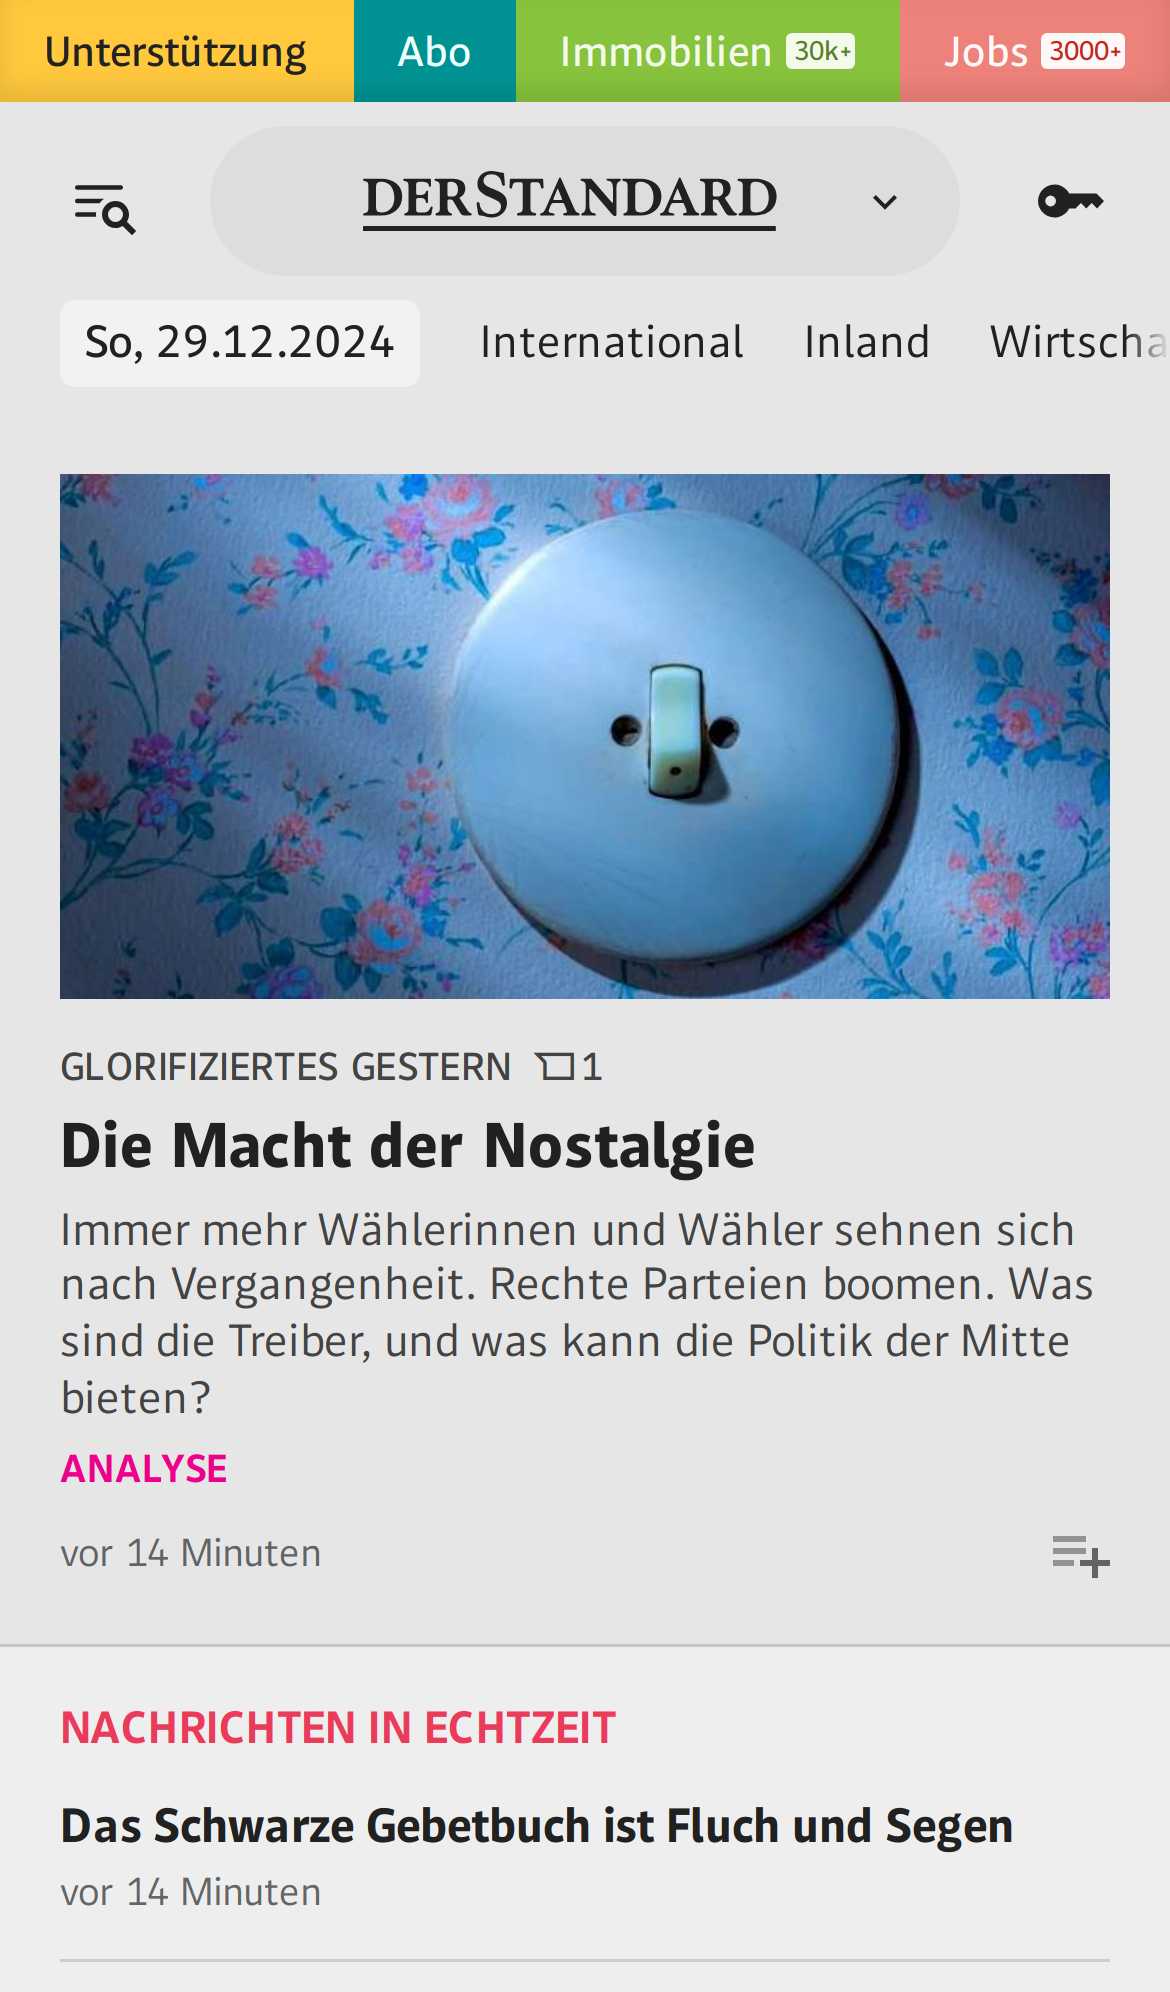 Unterstützung
Abo
Immobilien 30k+
Jobs 3000+
DERSTANDARD
So, 29.12.2024
International
Inland
Wirtscha
GLORIFIZIERTES GESTERN 1
Die Macht der Nostalgie
Immer mehr Wählerinnen und Wähler sehnen sich
nach Vergangenheit. Rechte Parteien boomen. Was
sind die Treiber, und was kann die Politik der Mitte
bieten?
ANALYSE
vor 14 Minuten
NACHRICHTEN IN ECHTZEIT
Das Schwarze Gebetbuch ist Fluch und Segen
vor 14 Minuten